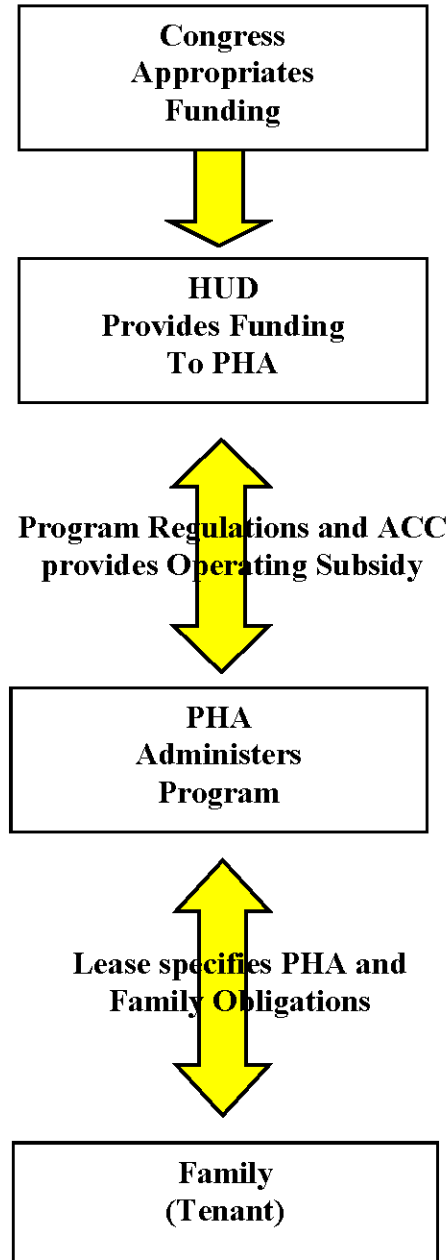 Congress
Appropriates
Funding
HUD
Provides Funding
To PHA
Program Regulations and ACC
provides Operating Subsidy
PHA
Administers
Program
Lease specifies PHA and
Family Obligations
Family
(Tenant)